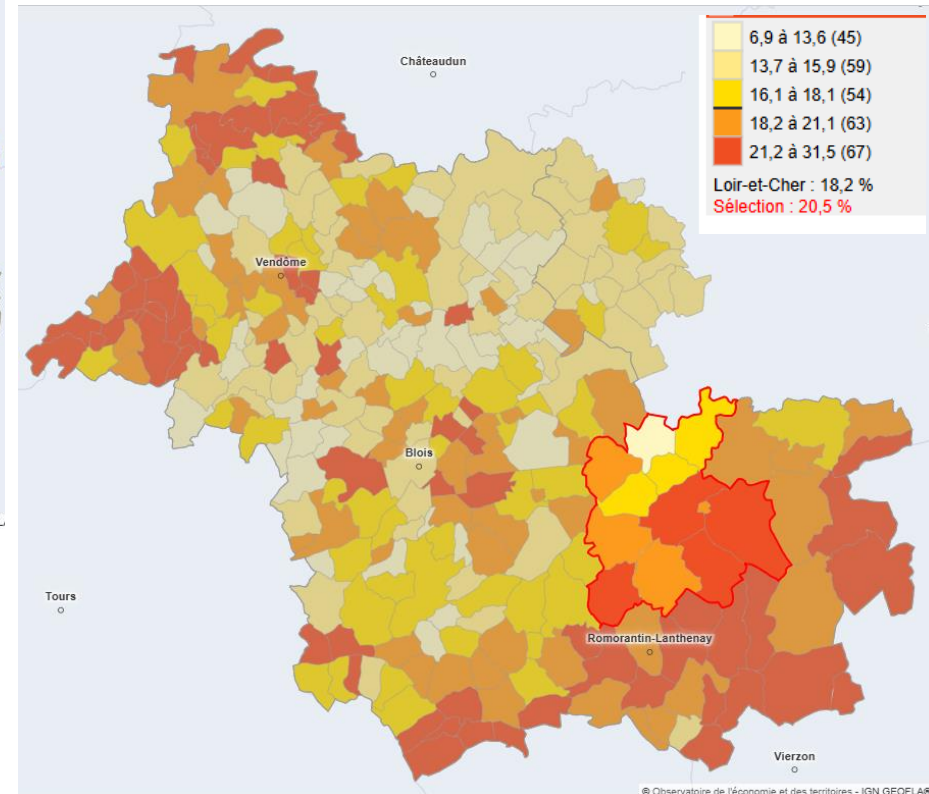 Châteaudun
6,9 à 13,6 (45)
13,7 à 15,9 (59)
16,1 à 18,1 (54)
18,2 à 21,1 (63)
21,2 à 31,5 (67)
Loir-et-Cher : 18,2 %
Sélection : 20,5 %
Vendôme
Blois
Tours
Romorantin-Lanthenay
Vierzon
© Observatoire de l'économie et des territoires - IGN GEOFLA®